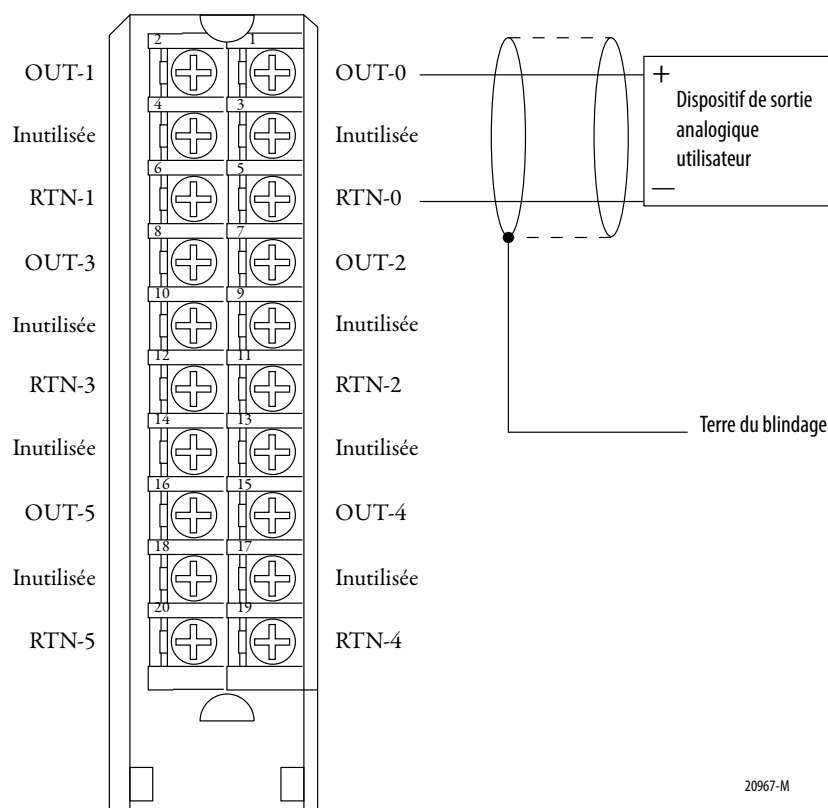 2 1
OUT-1 OUT-0
+
Dispositif de sortie
analogique
utilisateur
—
4 3
Inutilisée Inutilisée
6 5
RTN-1 RTN-0
8 7
OUT-3 OUT-2
10 9
Inutilisée Inutilisée
12 11
RTN-3 RTN-2
14 13
Inutilisée Inutilisée
Terre du blindage
16 15
OUT-5 OUT-4
18 17
Inutilisée Inutilisée
20 19
RTN-5 RTN-4
20967-M